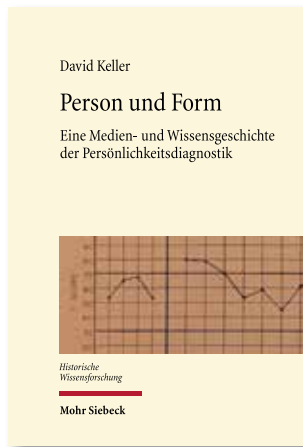 David Keller
Person und Form
Eine Medien- und Wissensgeschichte
der Persönlichkeitsdiagnostik
Historische
Wissensforschung
Mohr Siebeck